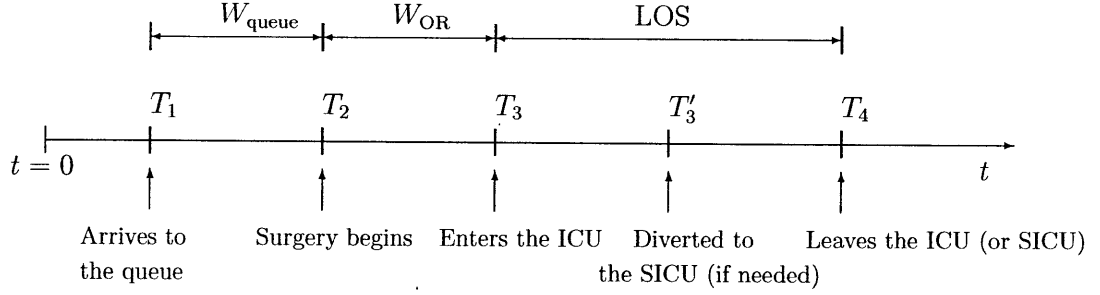 W_queue W_OR LOS
T_1 T_2 T_3 T'_3 T_4
t = 0 t
Arrives to Surgery begins Enters the ICU Diverted to Leaves the ICU (or SICU)
the queue the SICU (if needed)